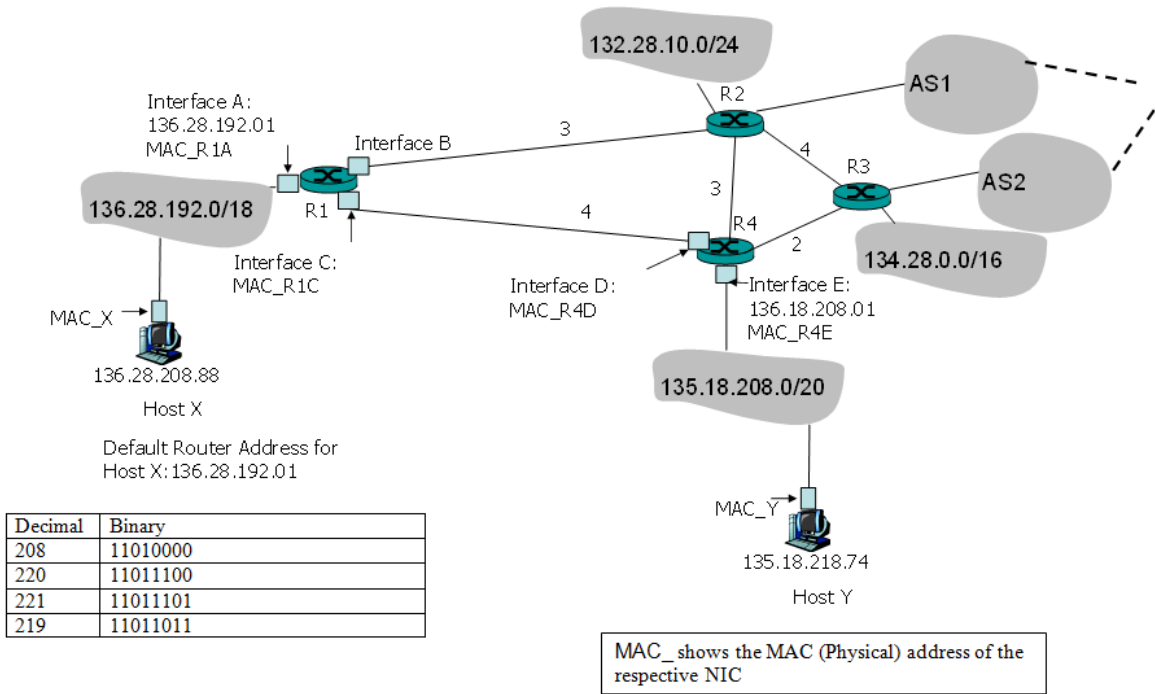 132.28.10.0/24
AS1
R2
Interface A:
136.28.192.01
MAC_R1A
Interface B
3
4
R3
AS2
3
136.28.192.0/18
R1
4
R4
2
134.28.0.0/16
Interface C:
MAC_R1C
Interface D:
MAC_R4D
Interface E:
136.18.208.01
MAC_R4E
MAC_X
136.28.208.88
Host X
135.18.208.0/20
Default Router Address for
Host X:136.28.192.01
MAC_Y
135.18.218.74
Host Y
Decimal Binary
208 11010000
220 11011100
221 11011101
219 11011011
MAC_ shows the MAC (Physical) address of the
respective NIC